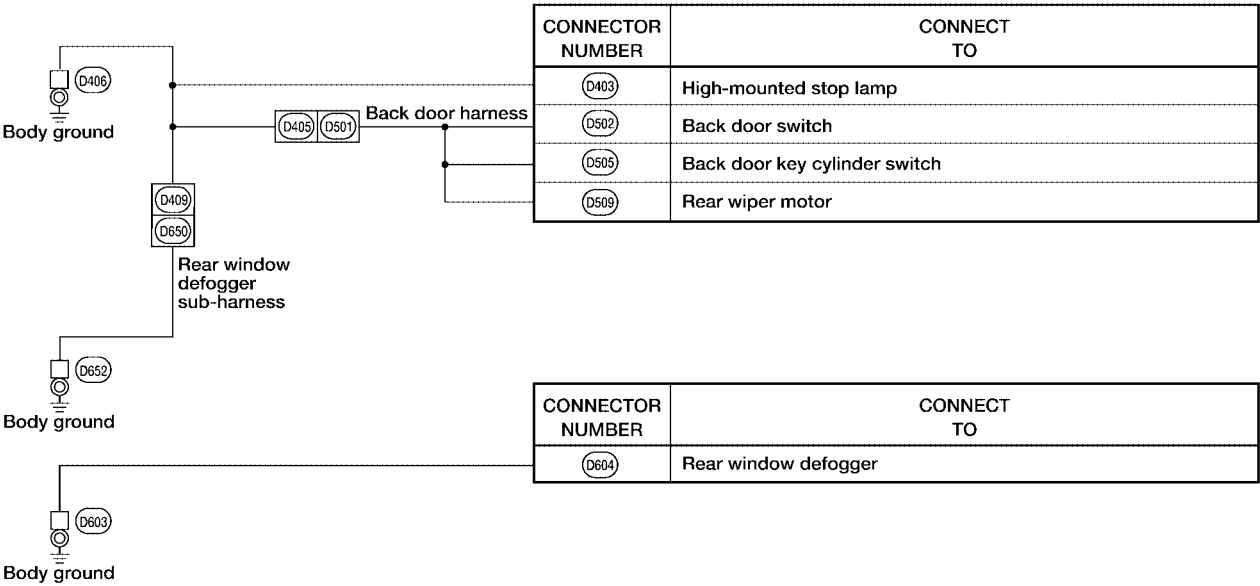 CONNECTOR NUMBER
CONNECT TO
D406
Body ground
D403
High-mounted stop lamp
D405
D501
Back door harness
D502
Back door switch
D505
Back door key cylinder switch
D509
Rear wiper motor
D409
D650
Rear window
defogger
sub-harness
D652
Body ground
CONNECTOR NUMBER
CONNECT TO
D604
Rear window defogger
D603
Body ground